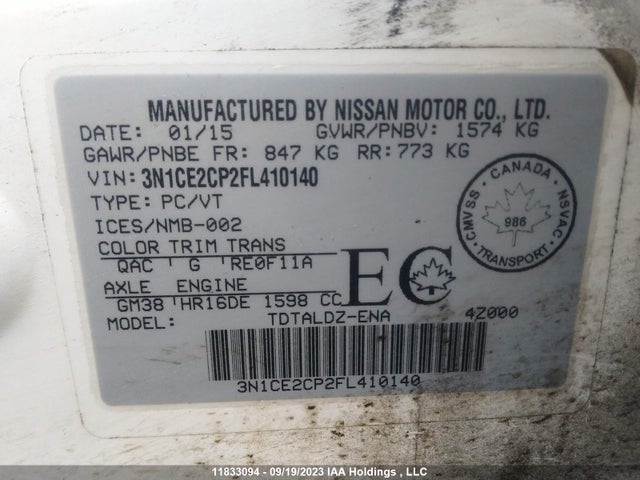 MANUFACTURED BY NISSAN MOTOR CO., LTD.
DATE: 01/15 GVWR/PNBV: 1574 KG
GAWR/PNBE FR: 847 KG RR: 773 KG
VIN: 3N1CE2CP2FL410140
TYPE: PC/VT
ICES/NMB-002
COLOR TRIM TRANS
QAC G RE0F11A
AXLE ENGINE
GM38 HR16DE 1598 CC
MODEL: TDTALDZ-ENA 4Z000
EC
CANADA
CMVSS NSVAC
986
TRANSPORT
3N1CE2CP2FL410140
11833094 - 09/19/2023 IAA Holdings , LLC